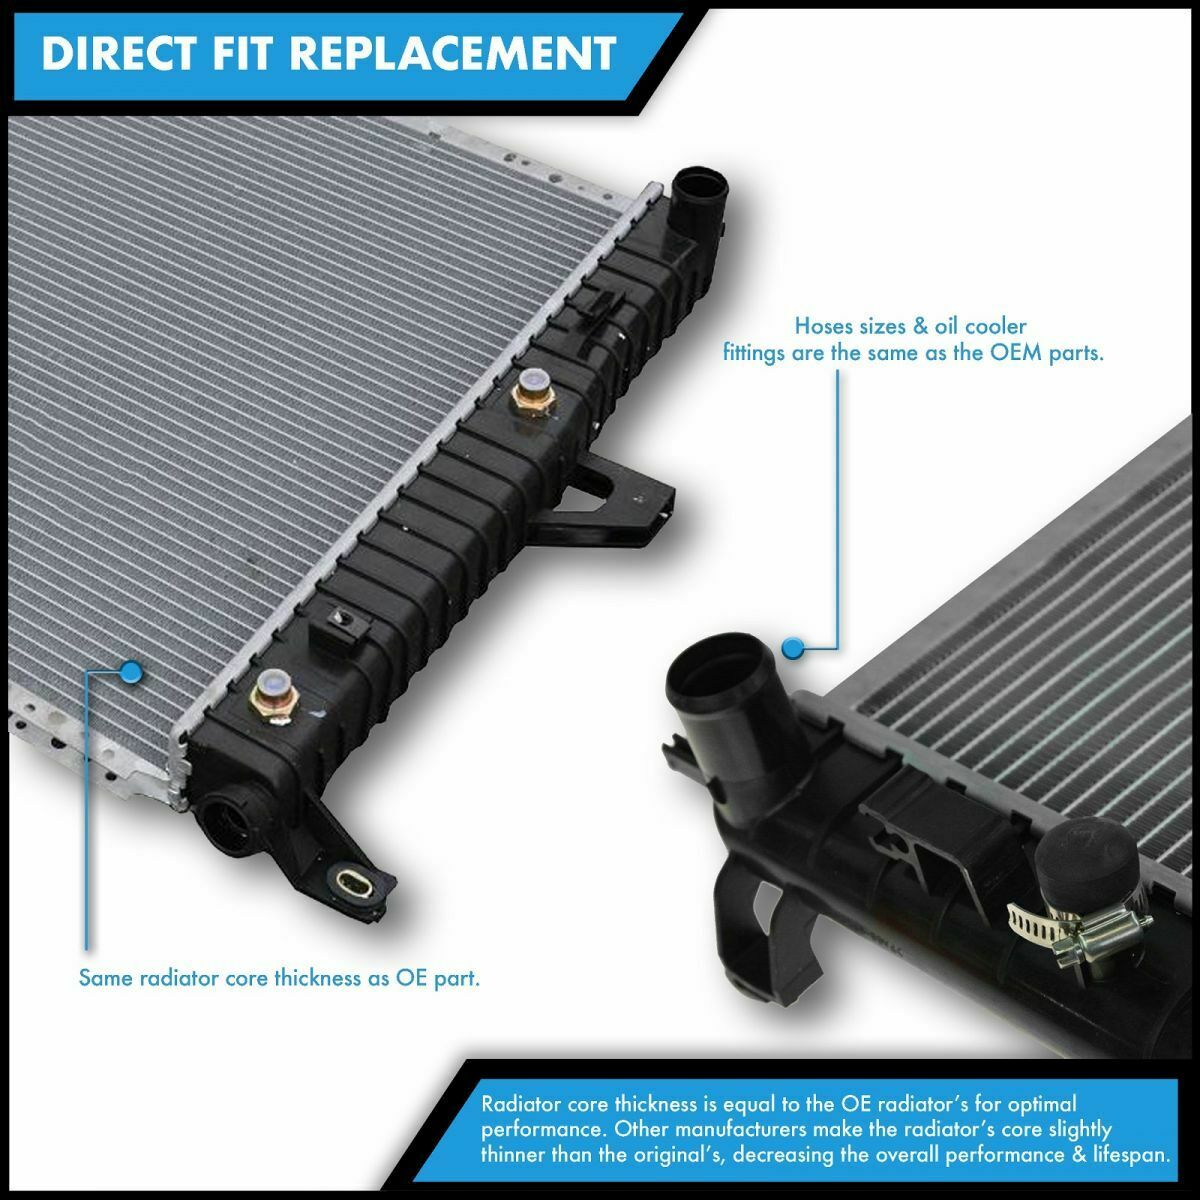 DIRECT FIT REPLACEMENT
Hoses sizes & oil cooler
fittings are the same as the OEM parts.
Same radiator core thickness as OE part.
Radiator core thickness is equal to the OE radiator's for optimal
performance. Other manufacturers make the radiator's core slightly
thinner than the original's, decreasing the overall performance & lifespan.